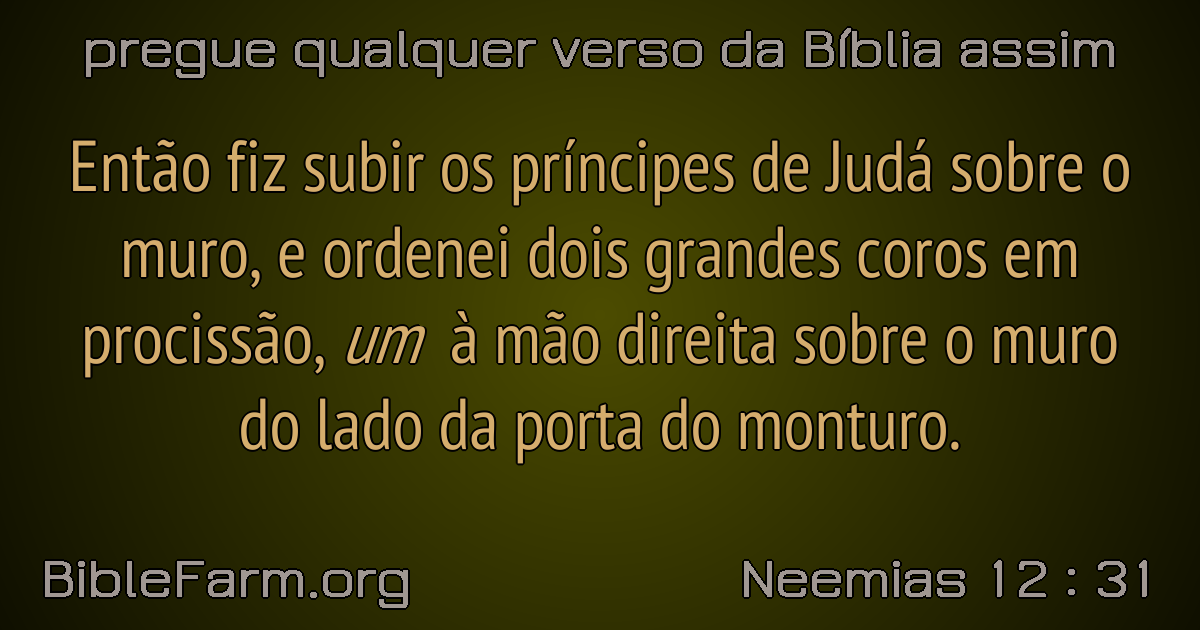 pregue qualquer verso da Bíblia assim
Então fiz subir os príncipes de Judá sobre o
muro, e ordenei dois grandes coros em
procissão, um à mão direita sobre o muro
do lado da porta do monturo.
BibleFarm.org
Neemias 12 : 31